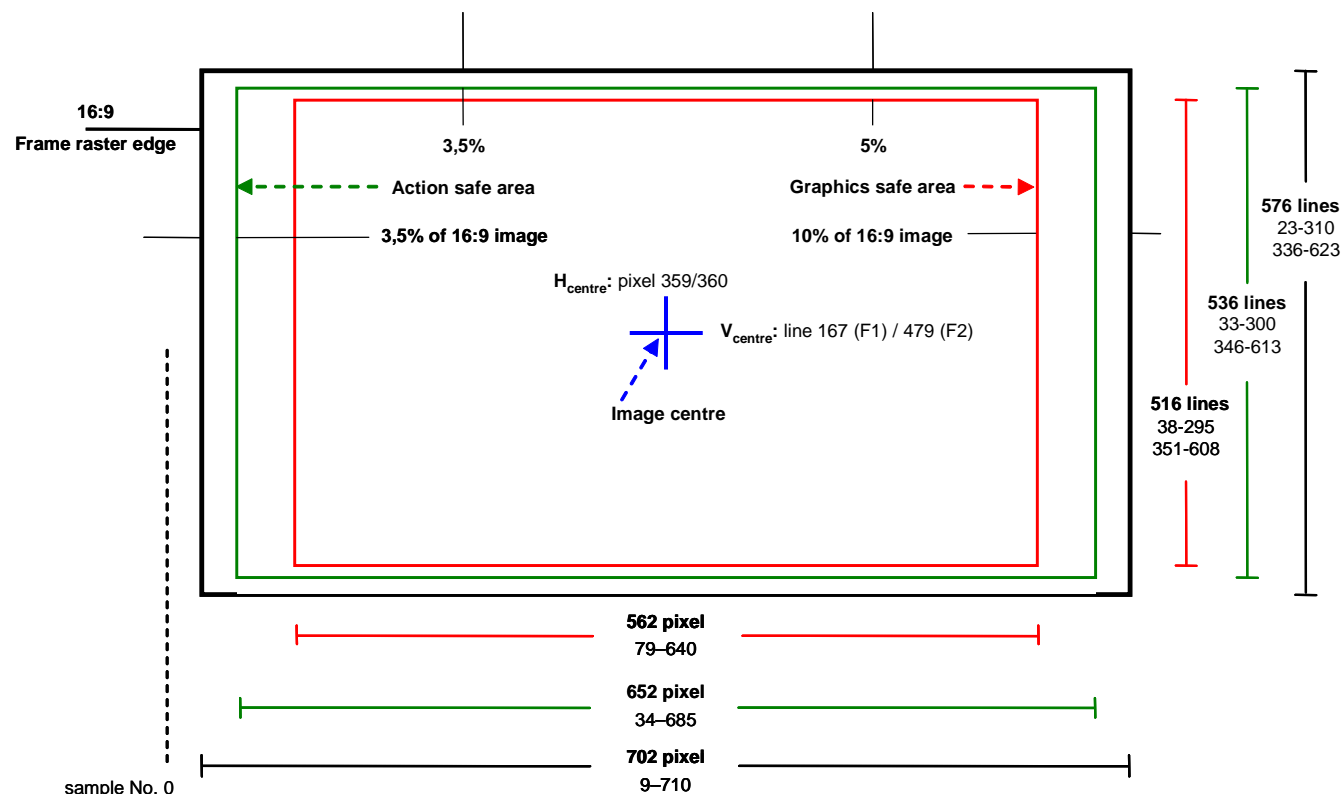 16:9
Frame raster edge
3,5%
5%
Action safe area
Graphics safe area
3,5% of 16:9 image
10% of 16:9 image
576 lines
23-310
336-623
H centre: pixel 359/360
536 lines
33-300
346-613
V centre: line 167 (F1) / 479 (F2)
Image centre
516 lines
38-295
351-608
562 pixel
79–640
652 pixel
34–685
702 pixel
9–710
sample No. 0